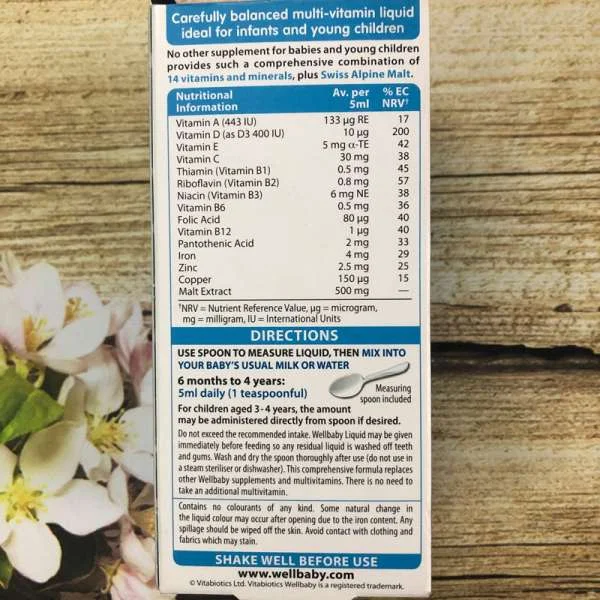 Carefully balanced multi-vitamin liquid
ideal for infants and young children
No other supplement for babies and young children
provides such a comprehensive combination of
14 vitamins and minerals, plus Swiss Alpine Malt.
Nutritional Information Av. per 5ml % EC NRV†
Vitamin A (443 IU) 133 µg RE 17
Vitamin D (as D3 400 IU) 10 µg 200
Vitamin E 5 mg α-TE 42
Vitamin C 30 mg 38
Thiamin (Vitamin B1) 0.5 mg 45
Riboflavin (Vitamin B2) 0.8 mg 57
Niacin (Vitamin B3) 6 mg NE 38
Vitamin B6 0.5 mg 36
Folic Acid 80 µg 40
Vitamin B12 1 µg 40
Pantothenic Acid 2 mg 33
Iron 4 mg 29
Zinc 2.5 mg 25
Copper 150 µg 15
Malt Extract 500 mg —
†NRV = Nutrient Reference Value, µg = microgram,
mg = milligram, IU = International Units
DIRECTIONS
USE SPOON TO MEASURE LIQUID, THEN MIX INTO
YOUR BABY'S USUAL MILK OR WATER
6 months to 4 years:
5ml daily (1 teaspoonful)
Measuring
spoon included
For children aged 3-4 years, the amount
may be administered directly from spoon if desired.
Do not exceed the recommended intake. Wellbaby Liquid may be given
immediately before feeding so any residual liquid is washed off teeth
and gums. Wash and dry the spoon thoroughly after use (do not use in
a steam steriliser or dishwasher). This comprehensive formula replaces
other Wellbaby supplements and multivitamins. There is no need to
take an additional multivitamin.
Contains no colourants of any kind. Some natural change in
the liquid colour may occur after opening due to the iron content. Any
spillage should be wiped off the skin. Avoid contact with clothing and
fabrics which may stain.
SHAKE WELL BEFORE USE
www.wellbaby.com
© Vitabiotics Ltd. Vitabiotics Wellbaby is a registered trademark.